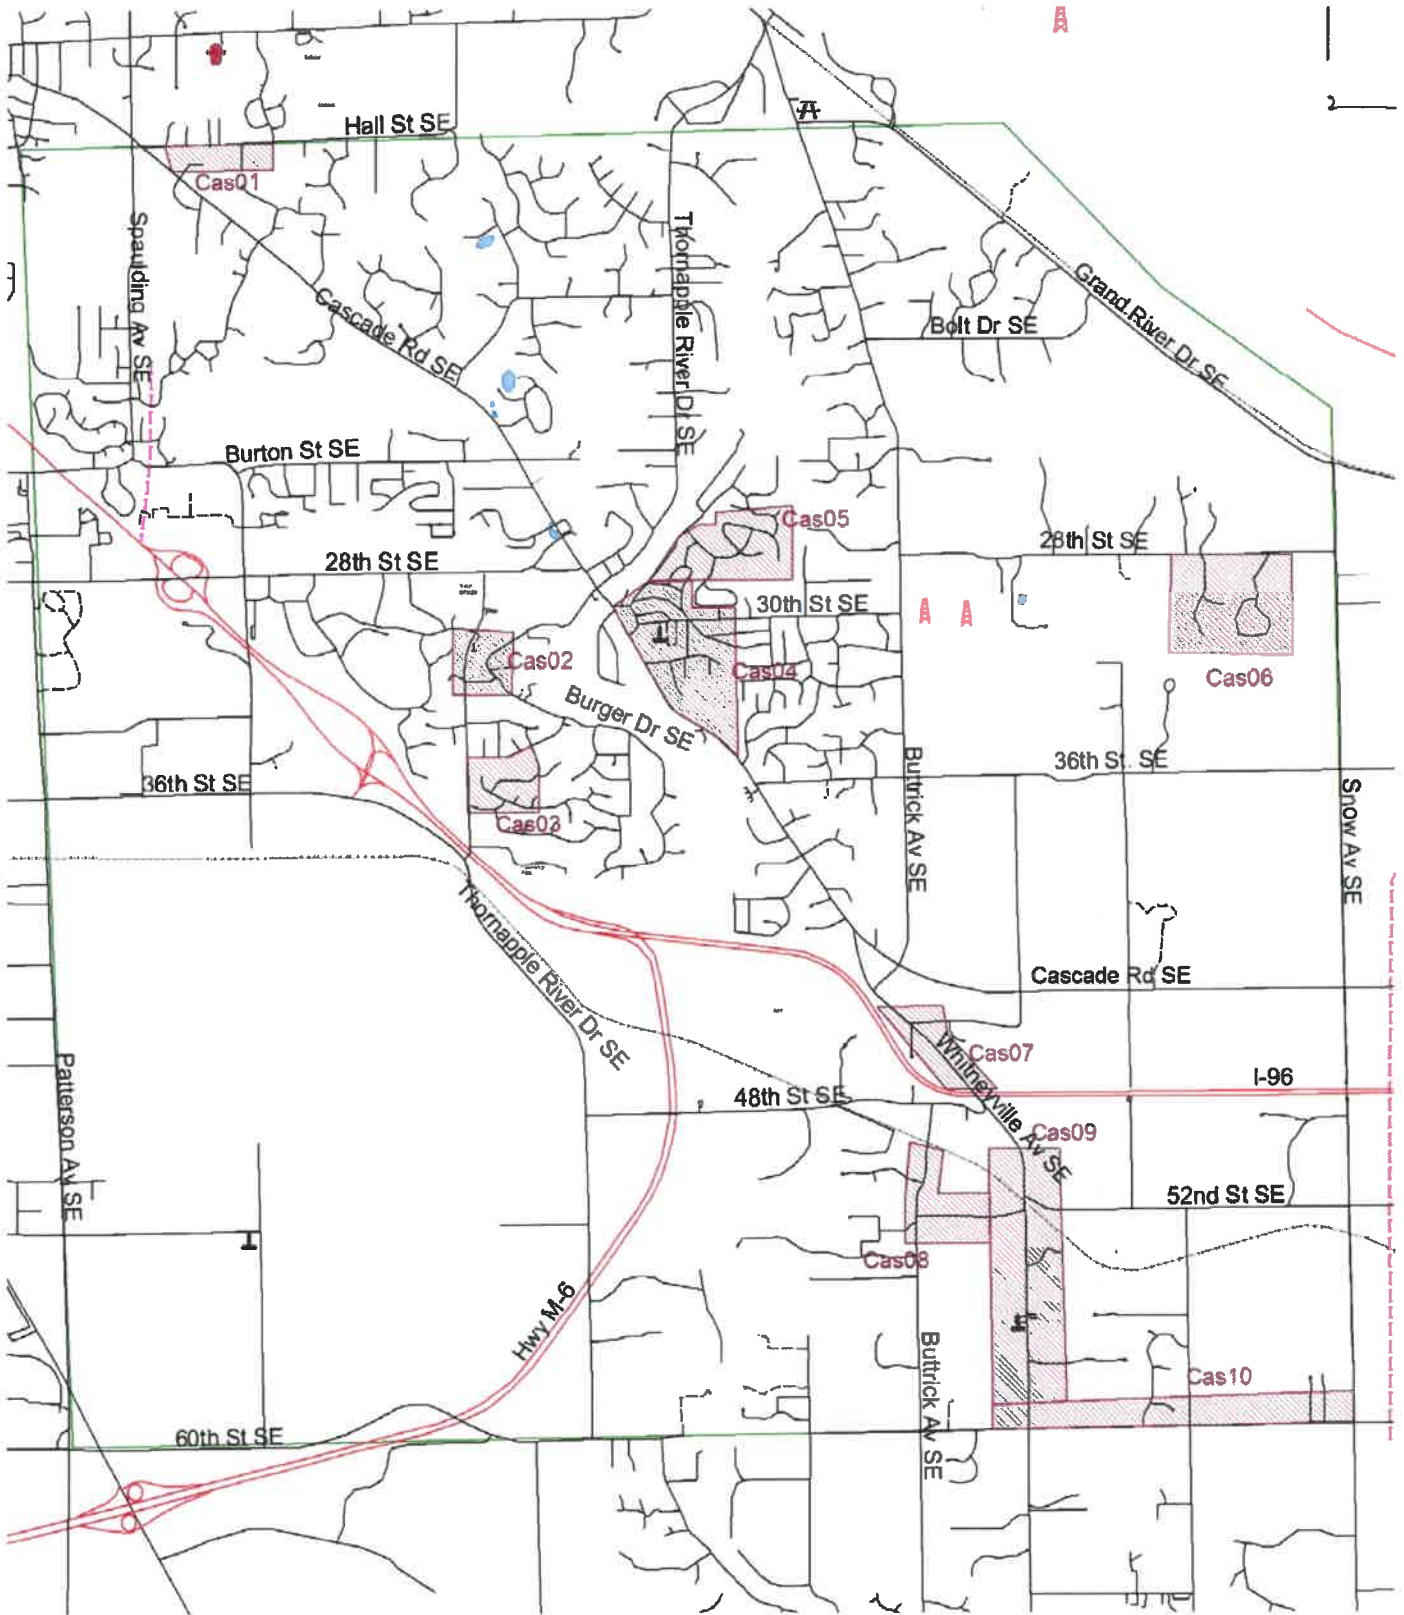 2
Hall St SE
Cas01
Spaulding Av SE
Thornapple River Dr SE
Cascade Rd SE
Grand River Dr SE
Bolt Dr SE
Burton St SE
Cas05
28th St SE
28th St SE
30th St SE
Cas02
Cas04
Cas06
Burger Dr SE
36th St SE
36th St SE
Buttrick Av SE
Snow Av SE
Cas03
Thornapple River Dr SE
Cascade Rd SE
Whitneyville Av SE
Cas07
I-96
48th St SE
Patterson Av SE
Cas09
52nd St SE
Cas08
Hwy M-6
Buttrick Av SE
Cas10
60th St SE